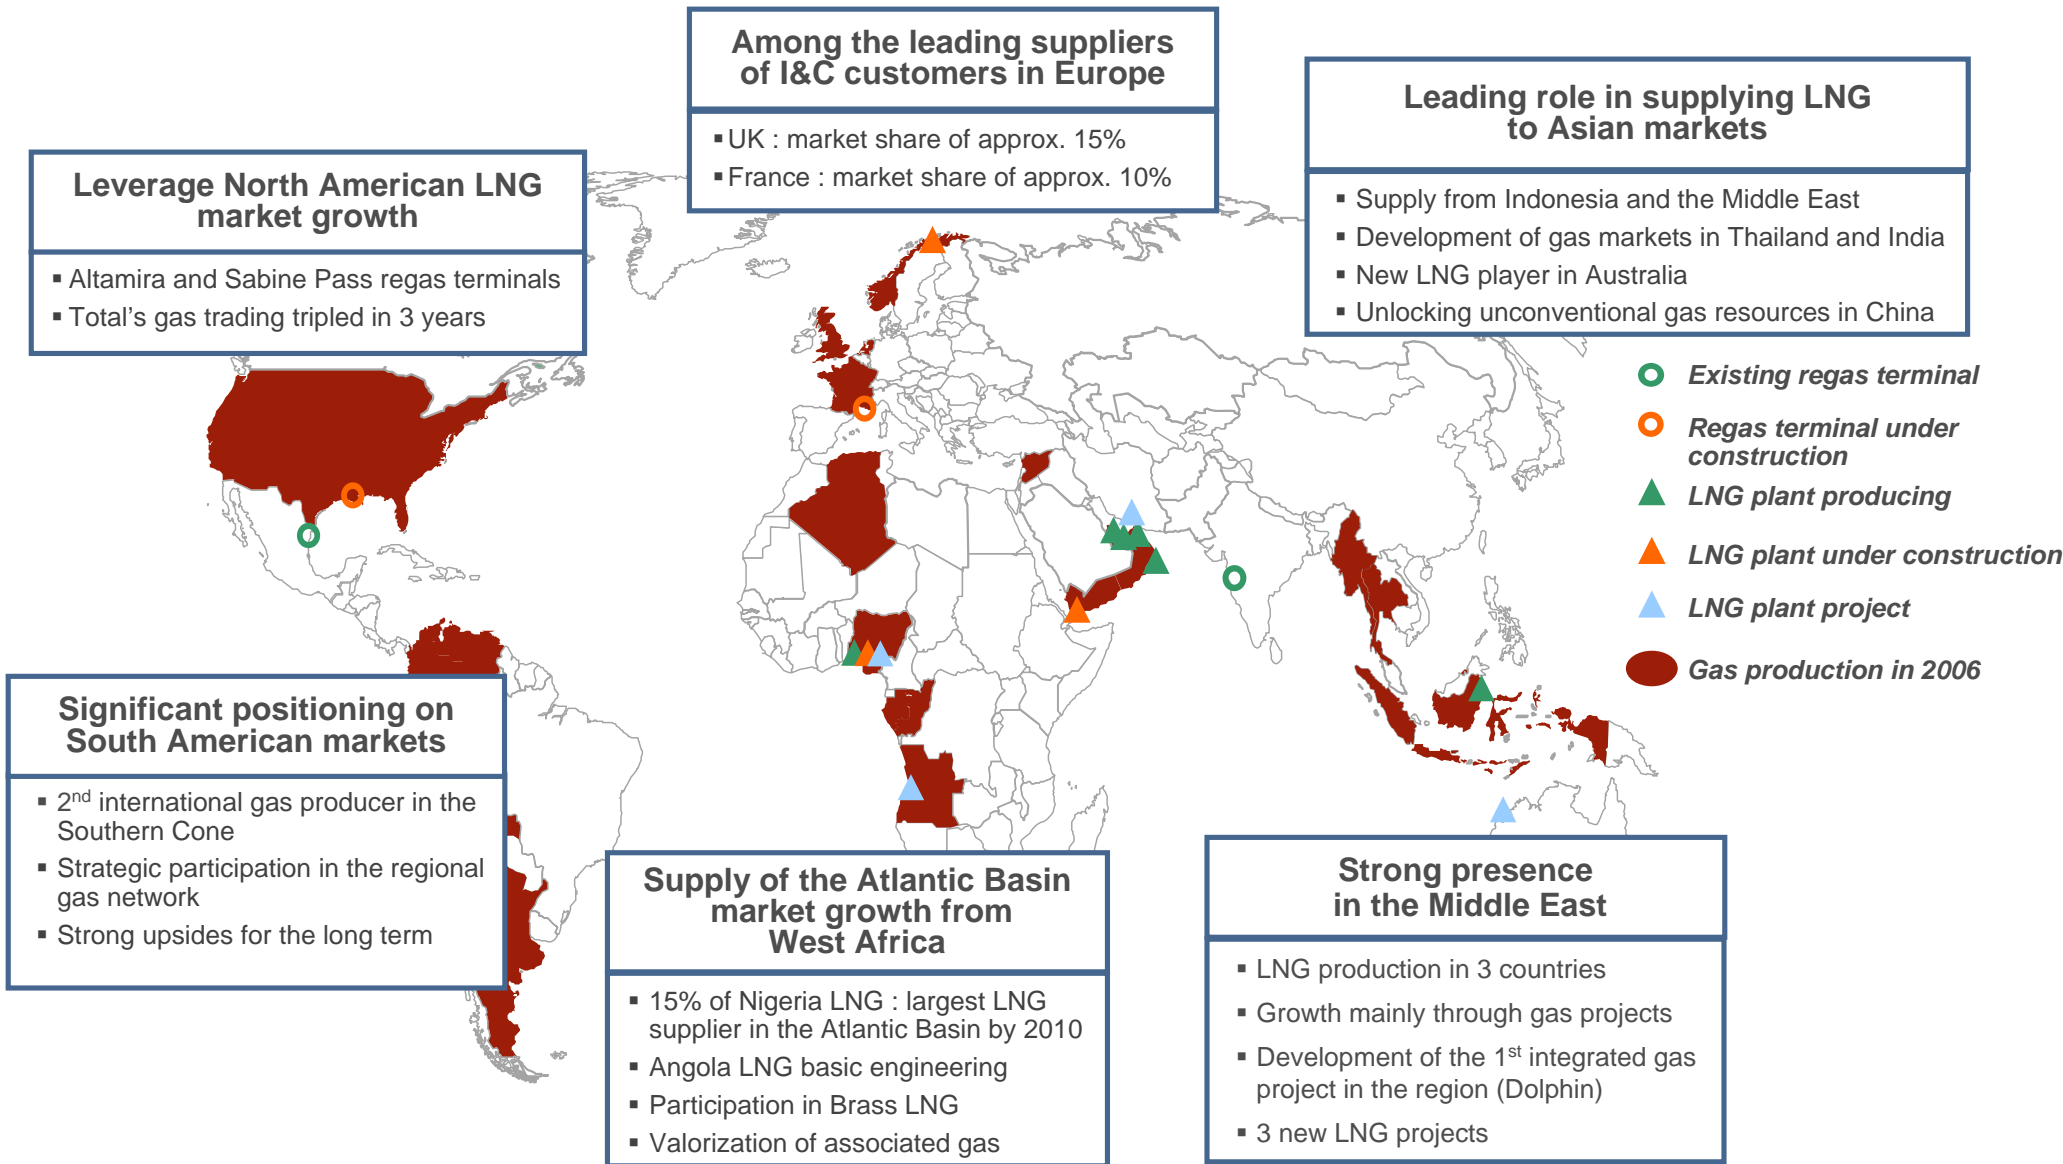 Among the leading suppliers
of I&C customers in Europe
▪ UK : market share of approx. 15%
▪ France : market share of approx. 10%
Leading role in supplying LNG
to Asian markets
▪ Supply from Indonesia and the Middle East
▪ Development of gas markets in Thailand and India
▪ New LNG player in Australia
▪ Unlocking unconventional gas resources in China
Leverage North American LNG
market growth
▪ Altamira and Sabine Pass regas terminals
▪ Total’s gas trading tripled in 3 years
Existing regas terminal
Regas terminal under
construction
LNG plant producing
LNG plant under construction
LNG plant project
Gas production in 2006
Significant positioning on
South American markets
▪ 2nd international gas producer in the
Southern Cone
▪ Strategic participation in the regional
gas network
▪ Strong upsides for the long term
Supply of the Atlantic Basin
market growth from
West Africa
▪ 15% of Nigeria LNG : largest LNG
supplier in the Atlantic Basin by 2010
▪ Angola LNG basic engineering
▪ Participation in Brass LNG
▪ Valorization of associated gas
Strong presence
in the Middle East
▪ LNG production in 3 countries
▪ Growth mainly through gas projects
▪ Development of the 1st integrated gas
project in the region (Dolphin)
▪ 3 new LNG projects